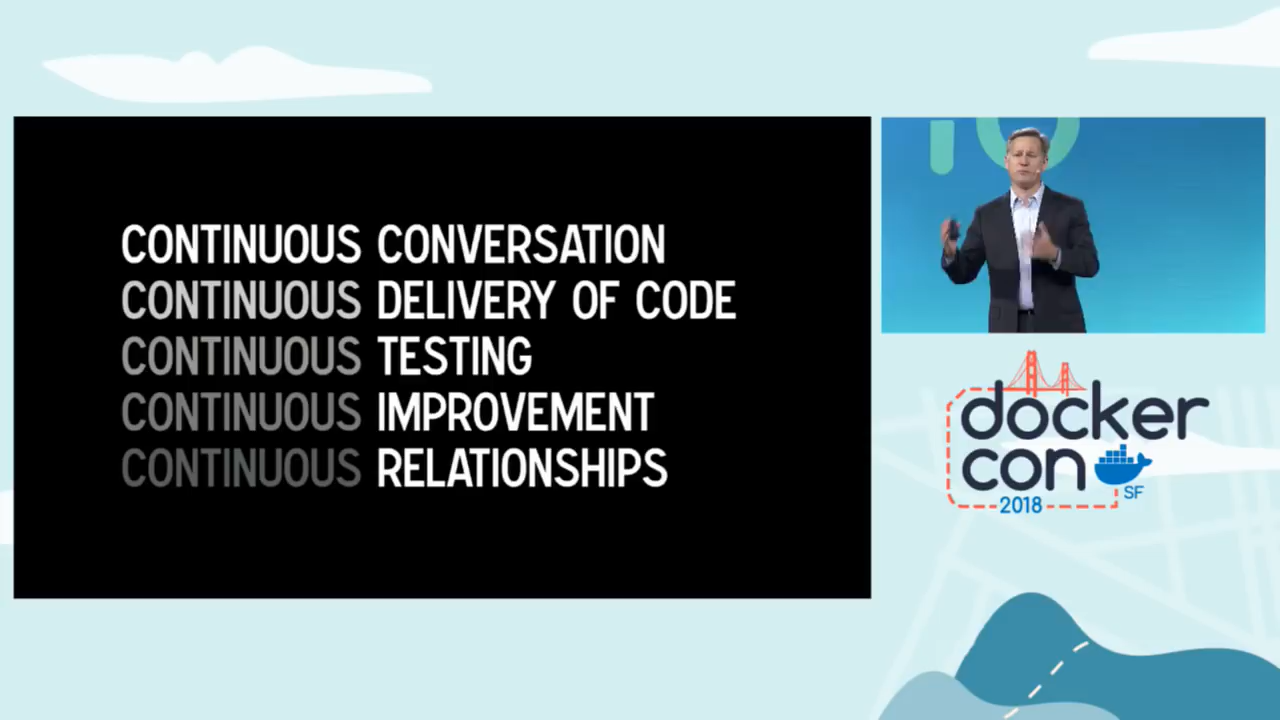 CONTINUOUS CONVERSATION
CONTINUOUS DELIVERY OF CODE
CONTINUOUS TESTING
CONTINUOUS IMPROVEMENT
CONTINUOUS RELATIONSHIPS
docker
con
SF
2018